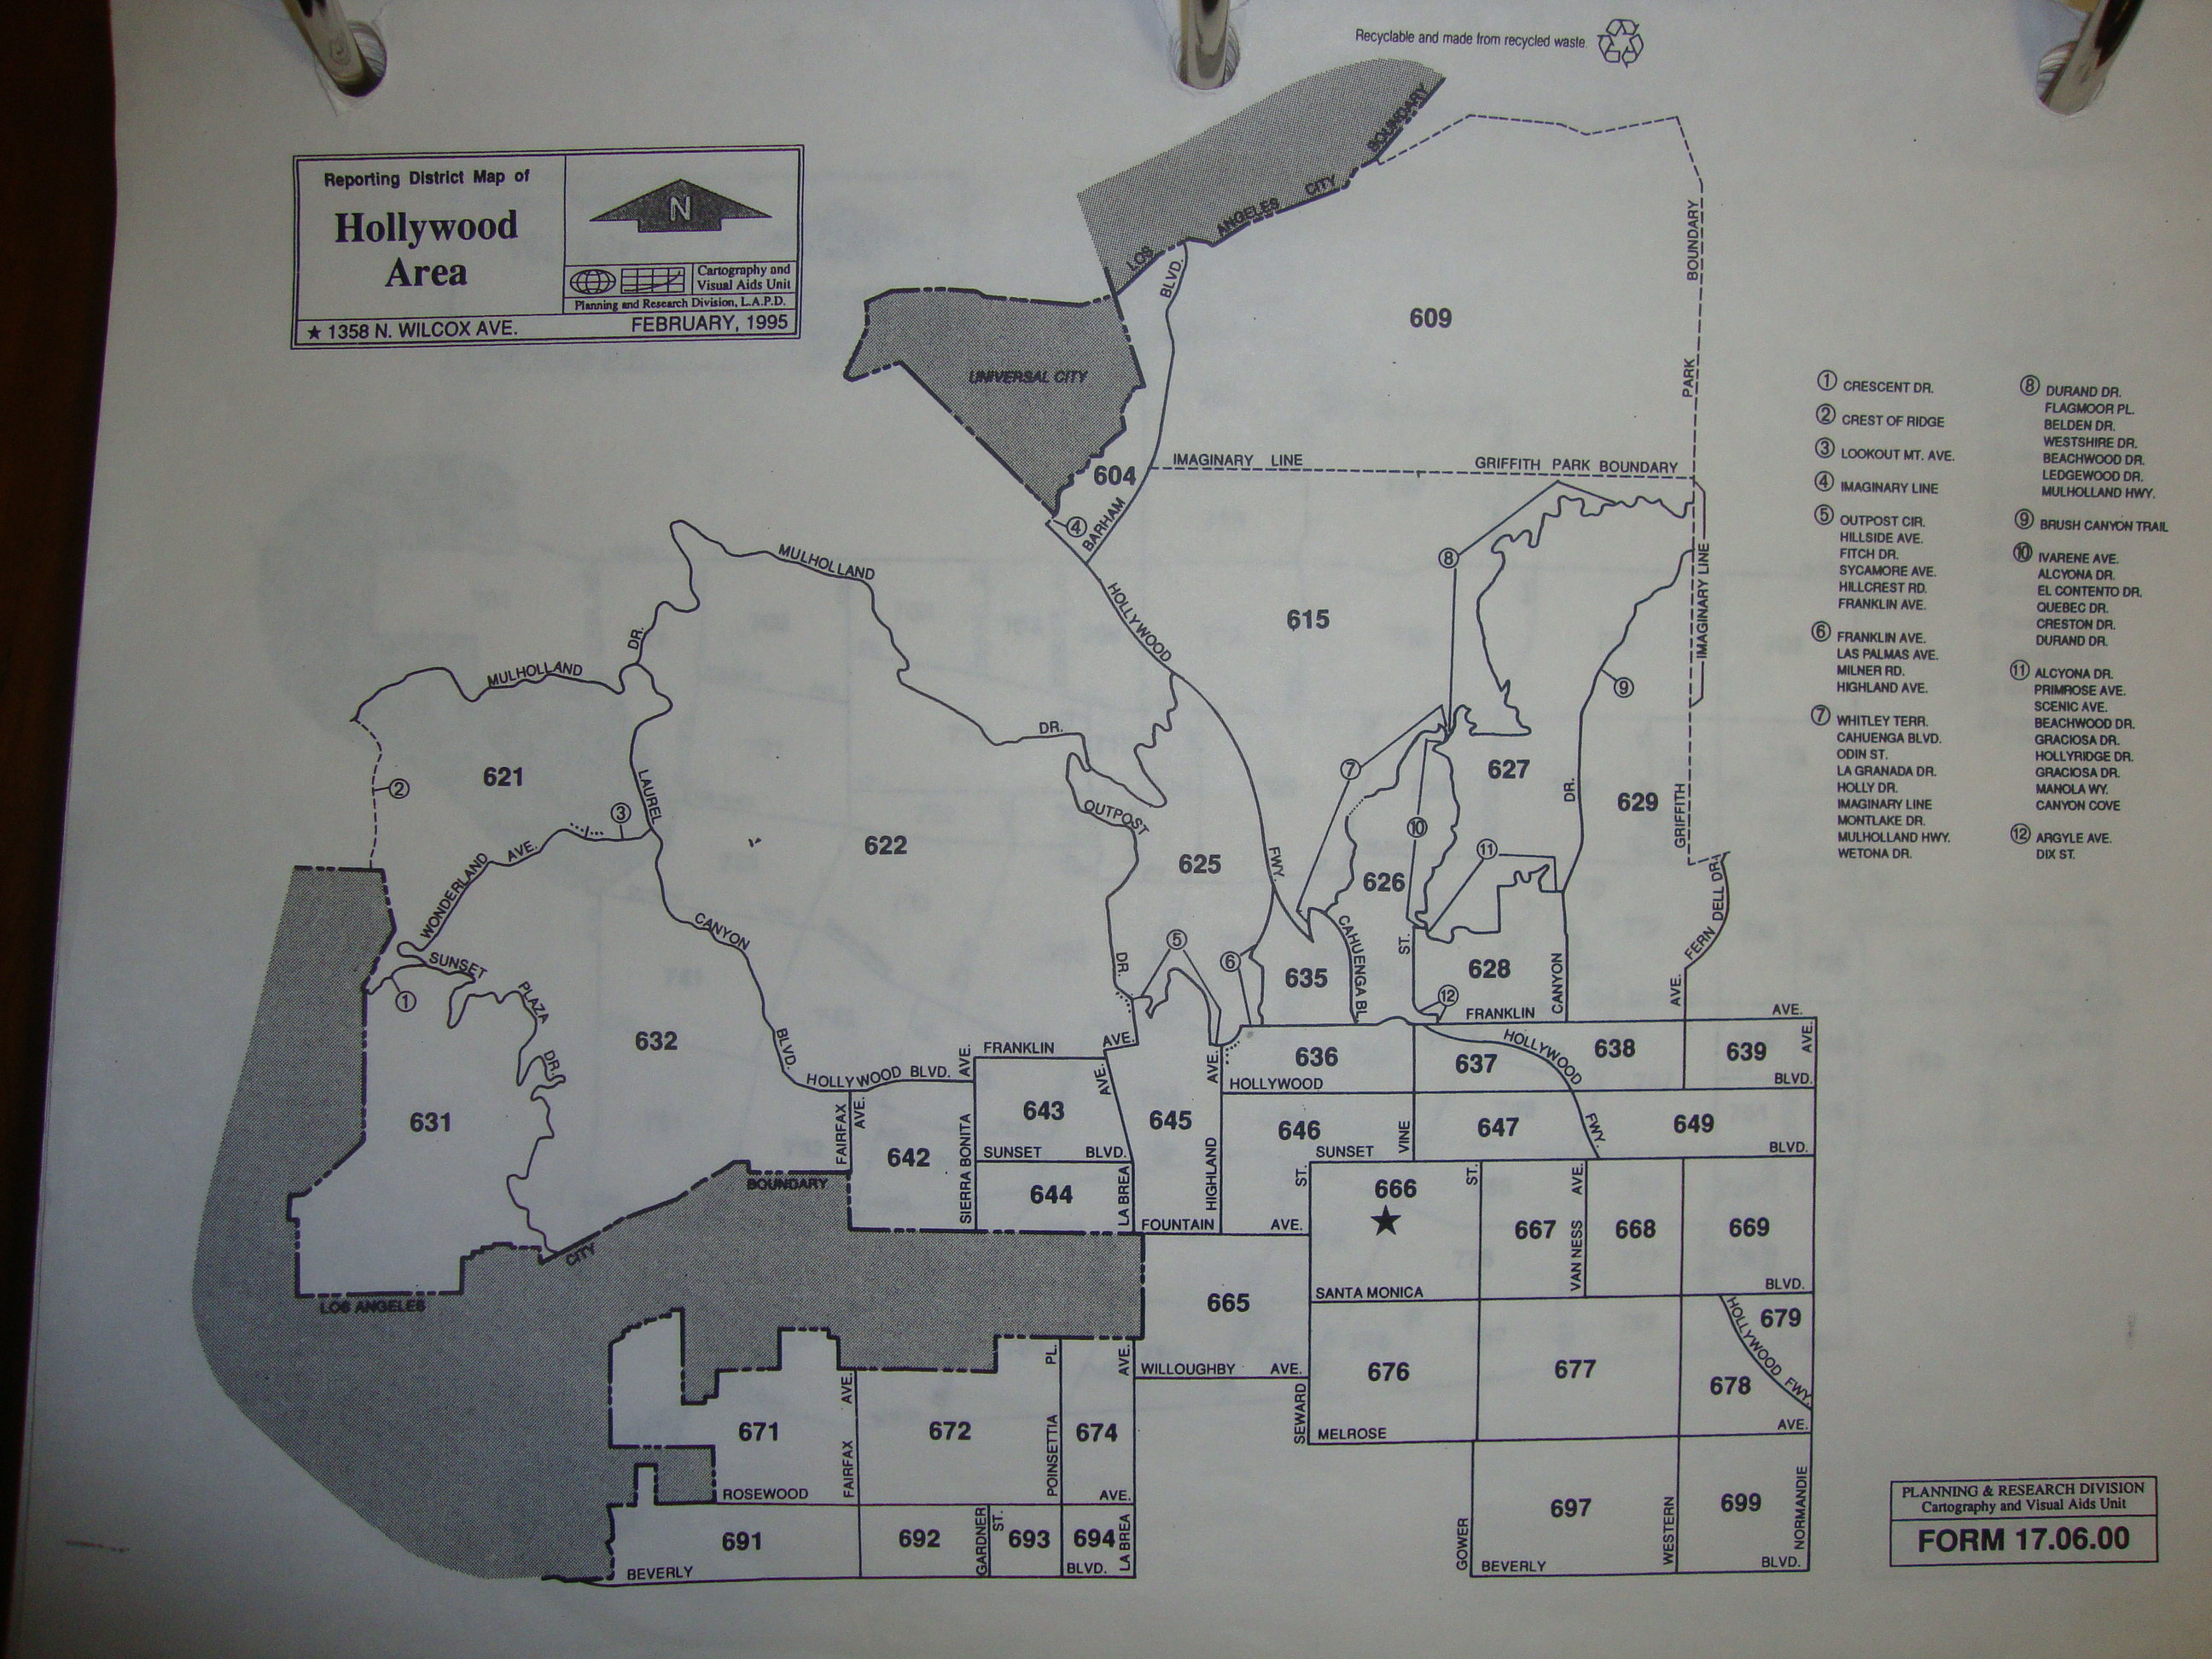 Recyclable and made from recycled waste.
Reporting District Map of
Hollywood
Area
N
Cartography and
Visual Aids Unit
Planning and Research Division, L.A.P.D.
★ 1358 N. WILCOX AVE.
FEBRUARY, 1995
LOS ANGELES CITY BOUNDARY
BLVD.
609
PARK BOUNDARY
UNIVERSAL CITY
604
IMAGINARY LINE
GRIFFITH PARK BOUNDARY
4
BARHAM
MULHOLLAND
DR.
HOLLYWOOD
615
8
IMAGINARY LINE
9
MULHOLLAND
DR.
621
2
3
LAUREL
622
OUTPOST
625
FWY.
7
10
627
DR.
629
GRIFFITH
11
626
WONDERLAND AVE.
CANYON
SUNSET
PLAZA
DR.
1
5
6
DR.
635
CAHUENGA BL.
ST.
628
12
CANYON
FERN DELL DR.
AVE.
FRANKLIN
AVE.
632
BLVD.
HOLLYWOOD BLVD.
AVE.
FRANKLIN
AVE.
AVE.
AVE.
636
637
HOLLYWOOD
638
639
AVE.
HOLLYWOOD
BLVD.
631
FAIRFAX
AVE.
642
SIERRA BONITA
643
SUNSET
BLVD.
644
LA BREA
645
HIGHLAND
646
SUNSET
VINE
647
FWY.
649
BLVD.
BOUNDARY
CITY
LOS ANGELES
FOUNTAIN
AVE.
ST.
666
★
ST.
667
VAN NESS
AVE.
668
669
665
SANTA MONICA
BLVD.
HOLLYWOOD FWY.
679
WILLOUGHBY
AVE.
SEWARD
676
677
678
MELROSE
AVE.
671
FAIRFAX
AVE.
672
POINSETTIA
PL.
674
AVE.
ROSEWOOD
AVE.
691
692
GARDNER
ST.
693
694
LA BREA
BEVERLY
BLVD.
GOWER
697
WESTERN
699
NORMANDIE
BEVERLY
BLVD.
1 CRESCENT DR.
2 CREST OF RIDGE
3 LOOKOUT MT. AVE.
4 IMAGINARY LINE
5 OUTPOST CIR.
HILLSIDE AVE.
FITCH DR.
SYCAMORE AVE.
HILLCREST RD.
FRANKLIN AVE.
6 FRANKLIN AVE.
LAS PALMAS AVE.
MILNER RD.
HIGHLAND AVE.
7 WHITLEY TERR.
CAHUENGA BLVD.
ODIN ST.
LA GRANADA DR.
HOLLY DR.
IMAGINARY LINE
MONTLAKE DR.
MULHOLLAND HWY.
WETONA DR.
8 DURAND DR.
FLAGMOOR PL.
BELDEN DR.
WESTSHIRE DR.
BEACHWOOD DR.
LEDGEWOOD DR.
MULHOLLAND HWY.
9 BRUSH CANYON TRAIL
10 IVARENE AVE.
ALCYONA DR.
EL CONTENTO DR.
QUEBEC DR.
CRESTON DR.
DURAND DR.
11 ALCYONA DR.
PRIMROSE AVE.
SCENIC AVE.
BEACHWOOD DR.
GRACIOSA DR.
HOLLYRIDGE DR.
GRACIOSA DR.
MANOLA WY.
CANYON COVE
12 ARGYLE AVE.
DIX ST.
PLANNING & RESEARCH DIVISION
Cartography and Visual Aids Unit
FORM 17.06.00